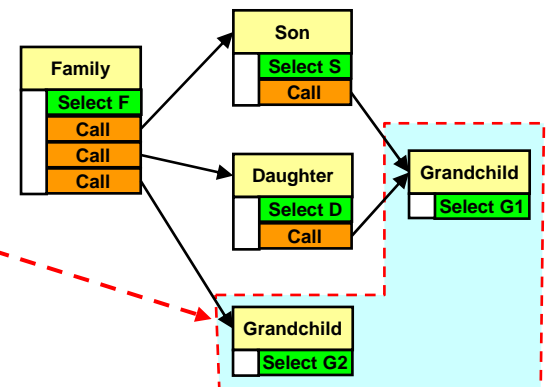 Family
Select F
Call
Call
Call
Son
Select S
Call
Daughter
Select D
Call
Grandchild
Select G1
Grandchild
Select G2